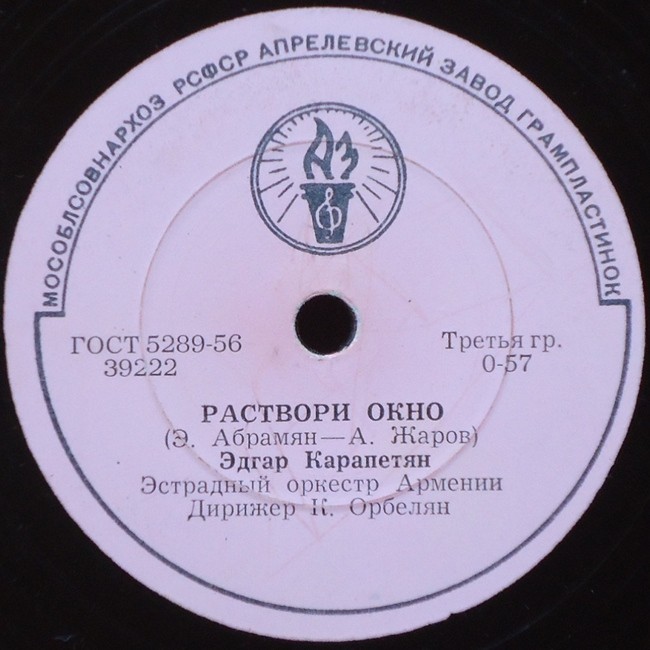 МОСОБЛСОВНАРХОЗ РСФСР АПРЕЛЕВСКИЙ ЗАВОД ГРАМПЛАСТИНОК
АЗ
ГОСТ 5289-56
39222
Третья гр.
0-57
РАСТВОРИ ОКНО
(Э. Абрамян—А. Жаров)
Эдгар Карапетян
Эстрадный оркестр Армении
Дирижер К. Орбелян